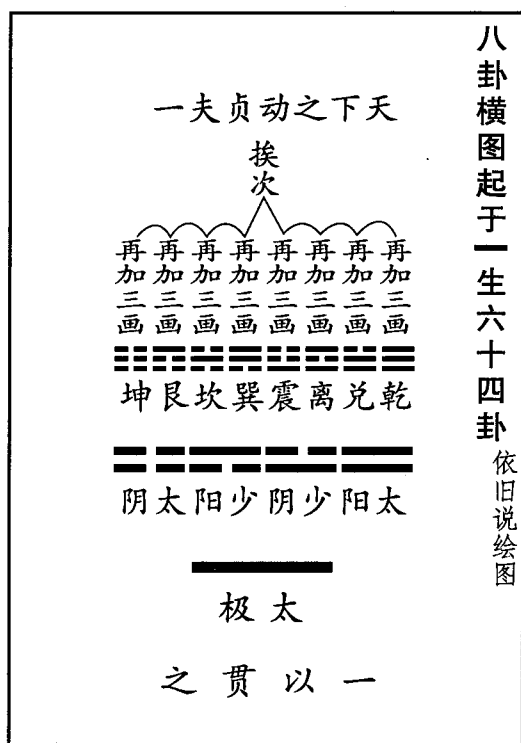 八卦横图起于一生六十四卦
依旧说绘图
天下之动贞夫一
挨次
再加三画
再加三画
再加三画
再加三画
再加三画
再加三画
再加三画
再加三画
乾兑离震巽坎艮坤
太阳少阴少阳太阴
太极
一以贯之